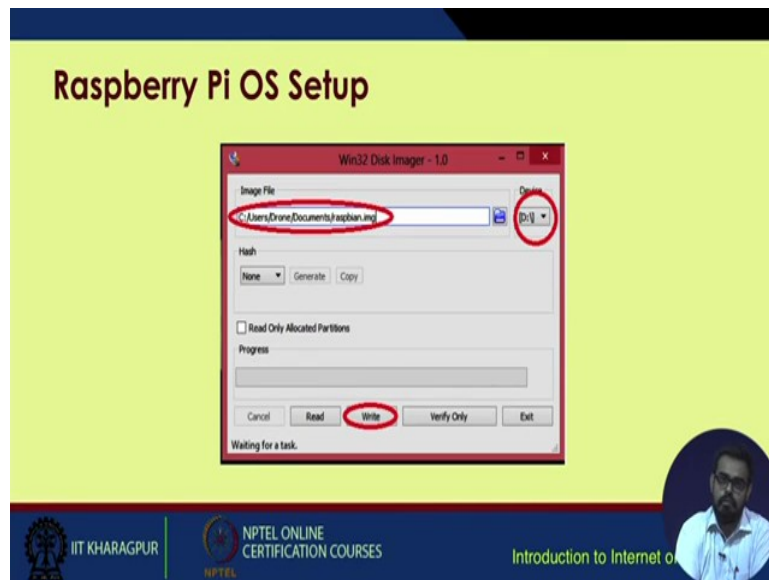 Raspberry Pi OS Setup
Win32 Disk Imager - 1.0
Image File
Device
C:/Users/Drone/Documents/raspbian.img
[D:\]
Hash
None
Generate
Copy
Read Only Allocated Partitions
Progress
Cancel
Read
Write
Verify Only
Exit
Waiting for a task.
IIT KHARAGPUR
NPTEL
NPTEL ONLINE
CERTIFICATION COURSES
Introduction to Internet o